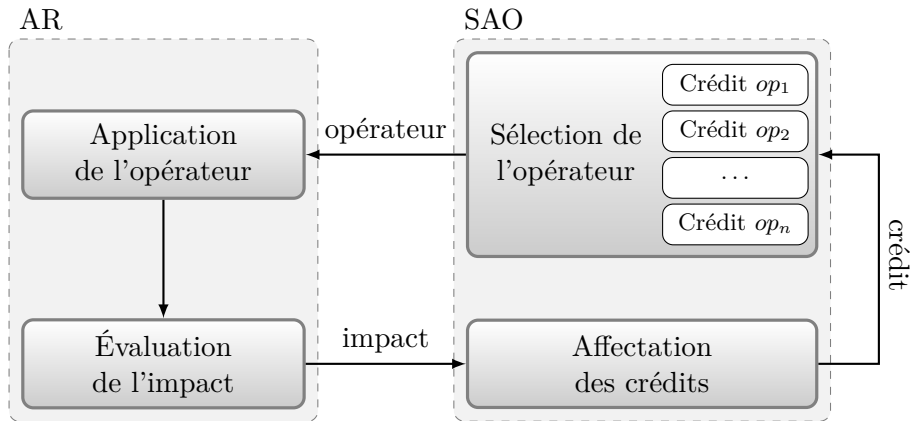 AR
SAO
Application
de l'opérateur
opérateur
Sélection de
l'opérateur
Crédit op₁
Crédit op₂
...
Crédit opₙ
crédit
Évaluation
de l'impact
impact
Affectation
des crédits